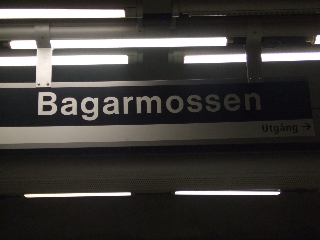 Bagarmossen
Utgång →